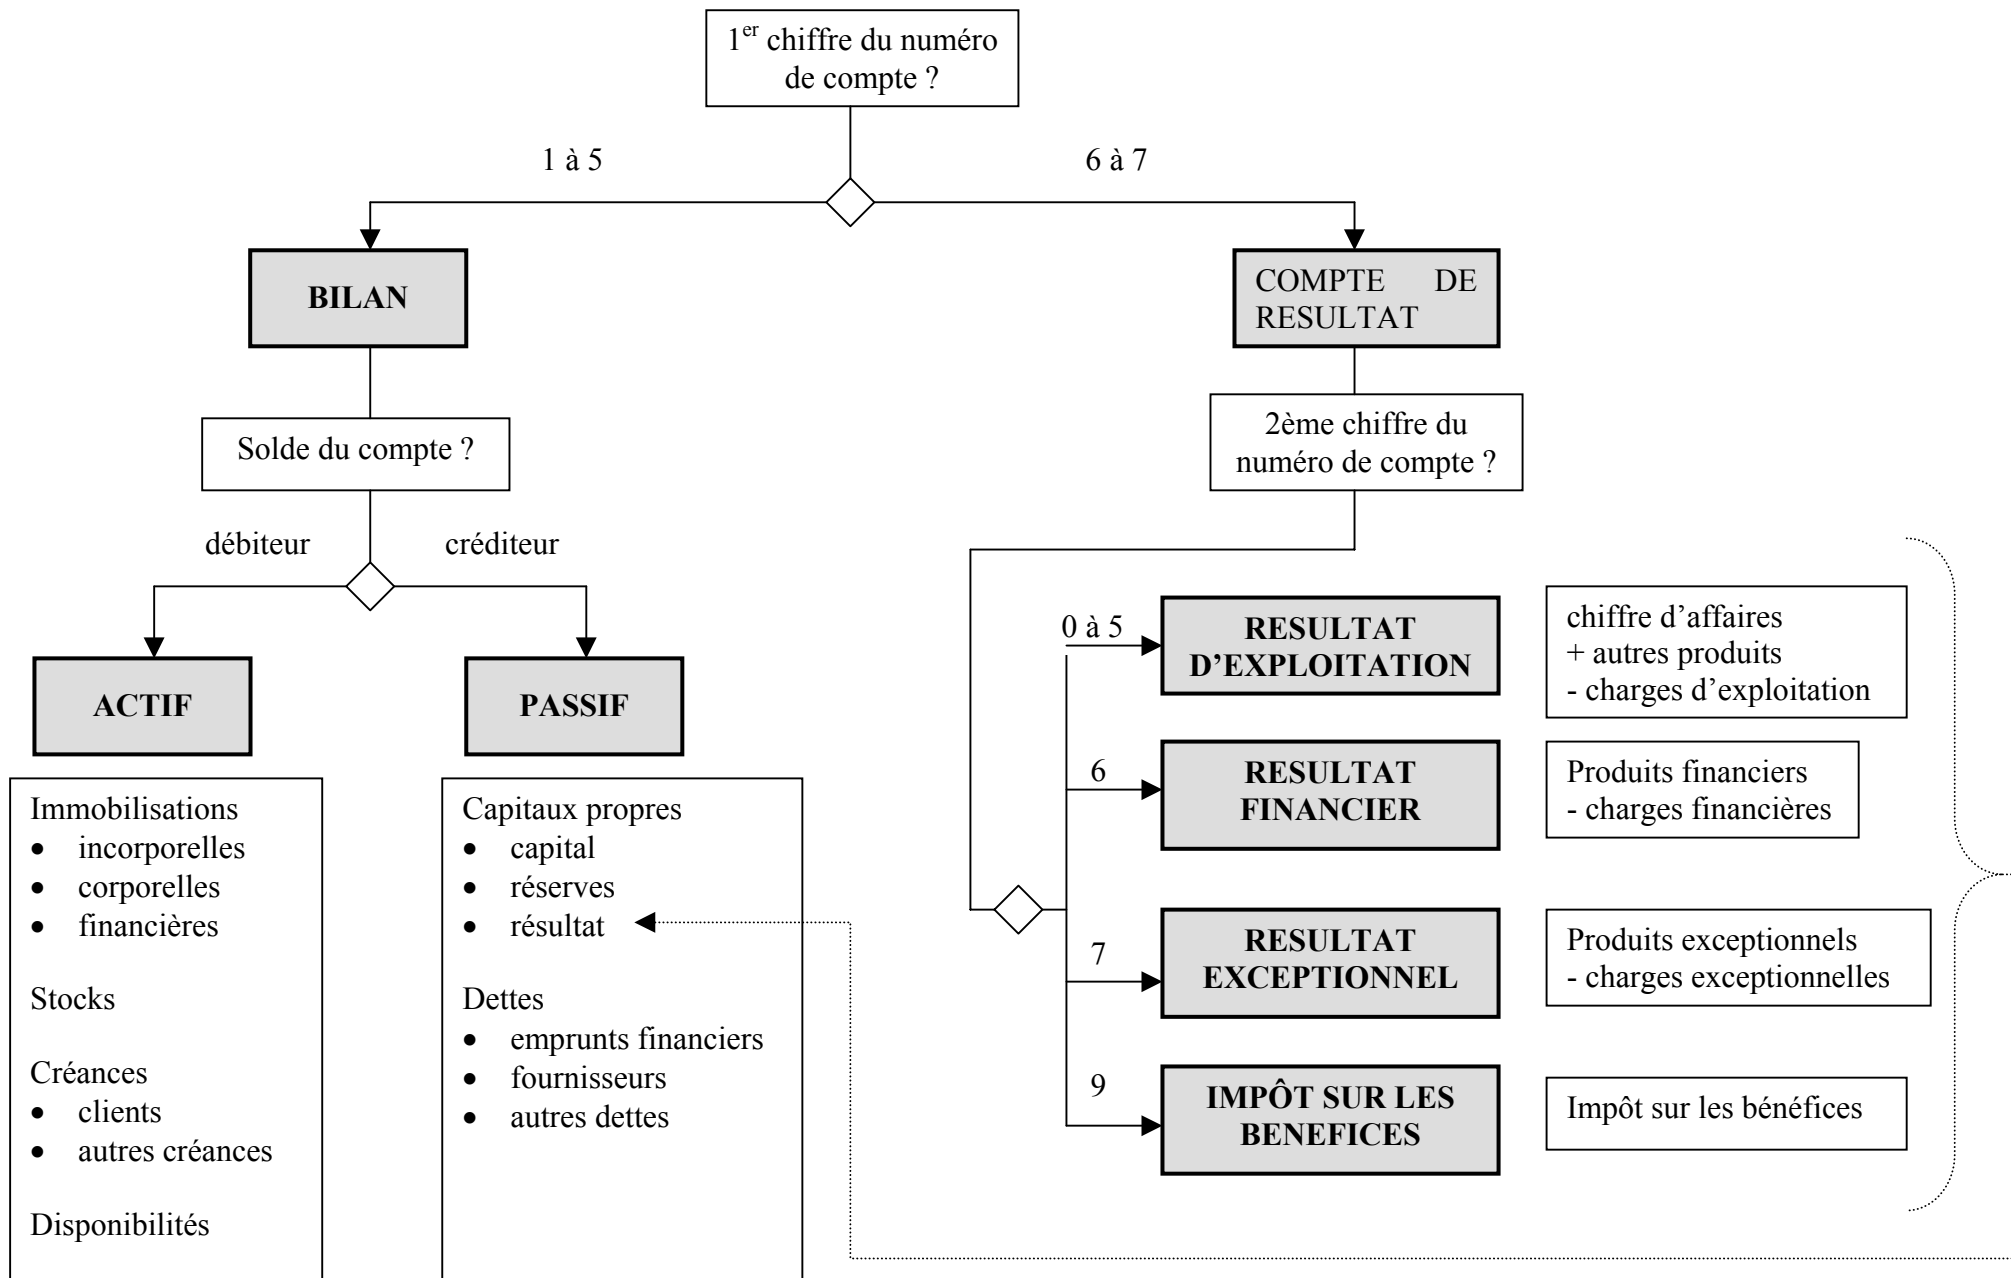 1er chiffre du numéro
de compte ?
1 à 5
6 à 7
BILAN
COMPTE DE
RESULTAT
Solde du compte ?
2ème chiffre du
numéro de compte ?
débiteur
créditeur
ACTIF
PASSIF
Immobilisations
• incorporelles
• corporelles
• financières
Stocks
Créances
• clients
• autres créances
Disponibilités
Capitaux propres
• capital
• réserves
• résultat
Dettes
• emprunts financiers
• fournisseurs
• autres dettes
0 à 5
RESULTAT
D’EXPLOITATION
chiffre d’affaires
+ autres produits
- charges d’exploitation
6
RESULTAT
FINANCIER
Produits financiers
- charges financières
7
RESULTAT
EXCEPTIONNEL
Produits exceptionnels
- charges exceptionnelles
9
IMPÔT SUR LES
BENEFICES
Impôt sur les bénéfices